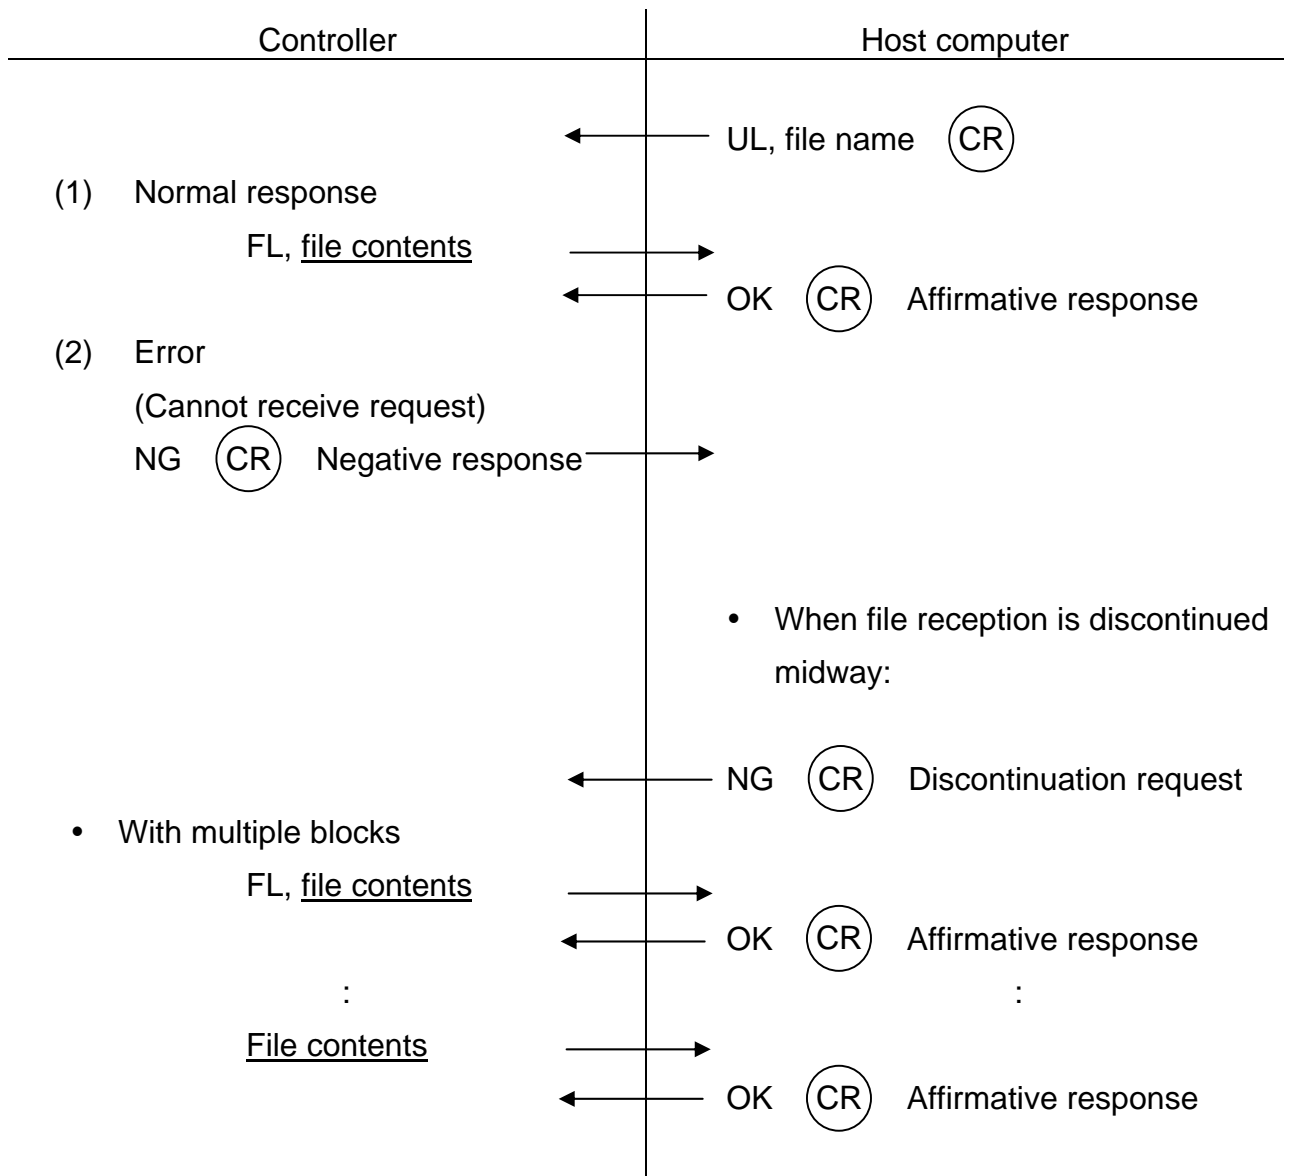 Controller Host computer
UL, file name CR
(1) Normal response
FL, file contents
OK CR Affirmative response
(2) Error
(Cannot receive request)
NG CR Negative response
• When file reception is discontinued
midway:
NG CR Discontinuation request
• With multiple blocks
FL, file contents
OK CR Affirmative response
: :
File contents
OK CR Affirmative response